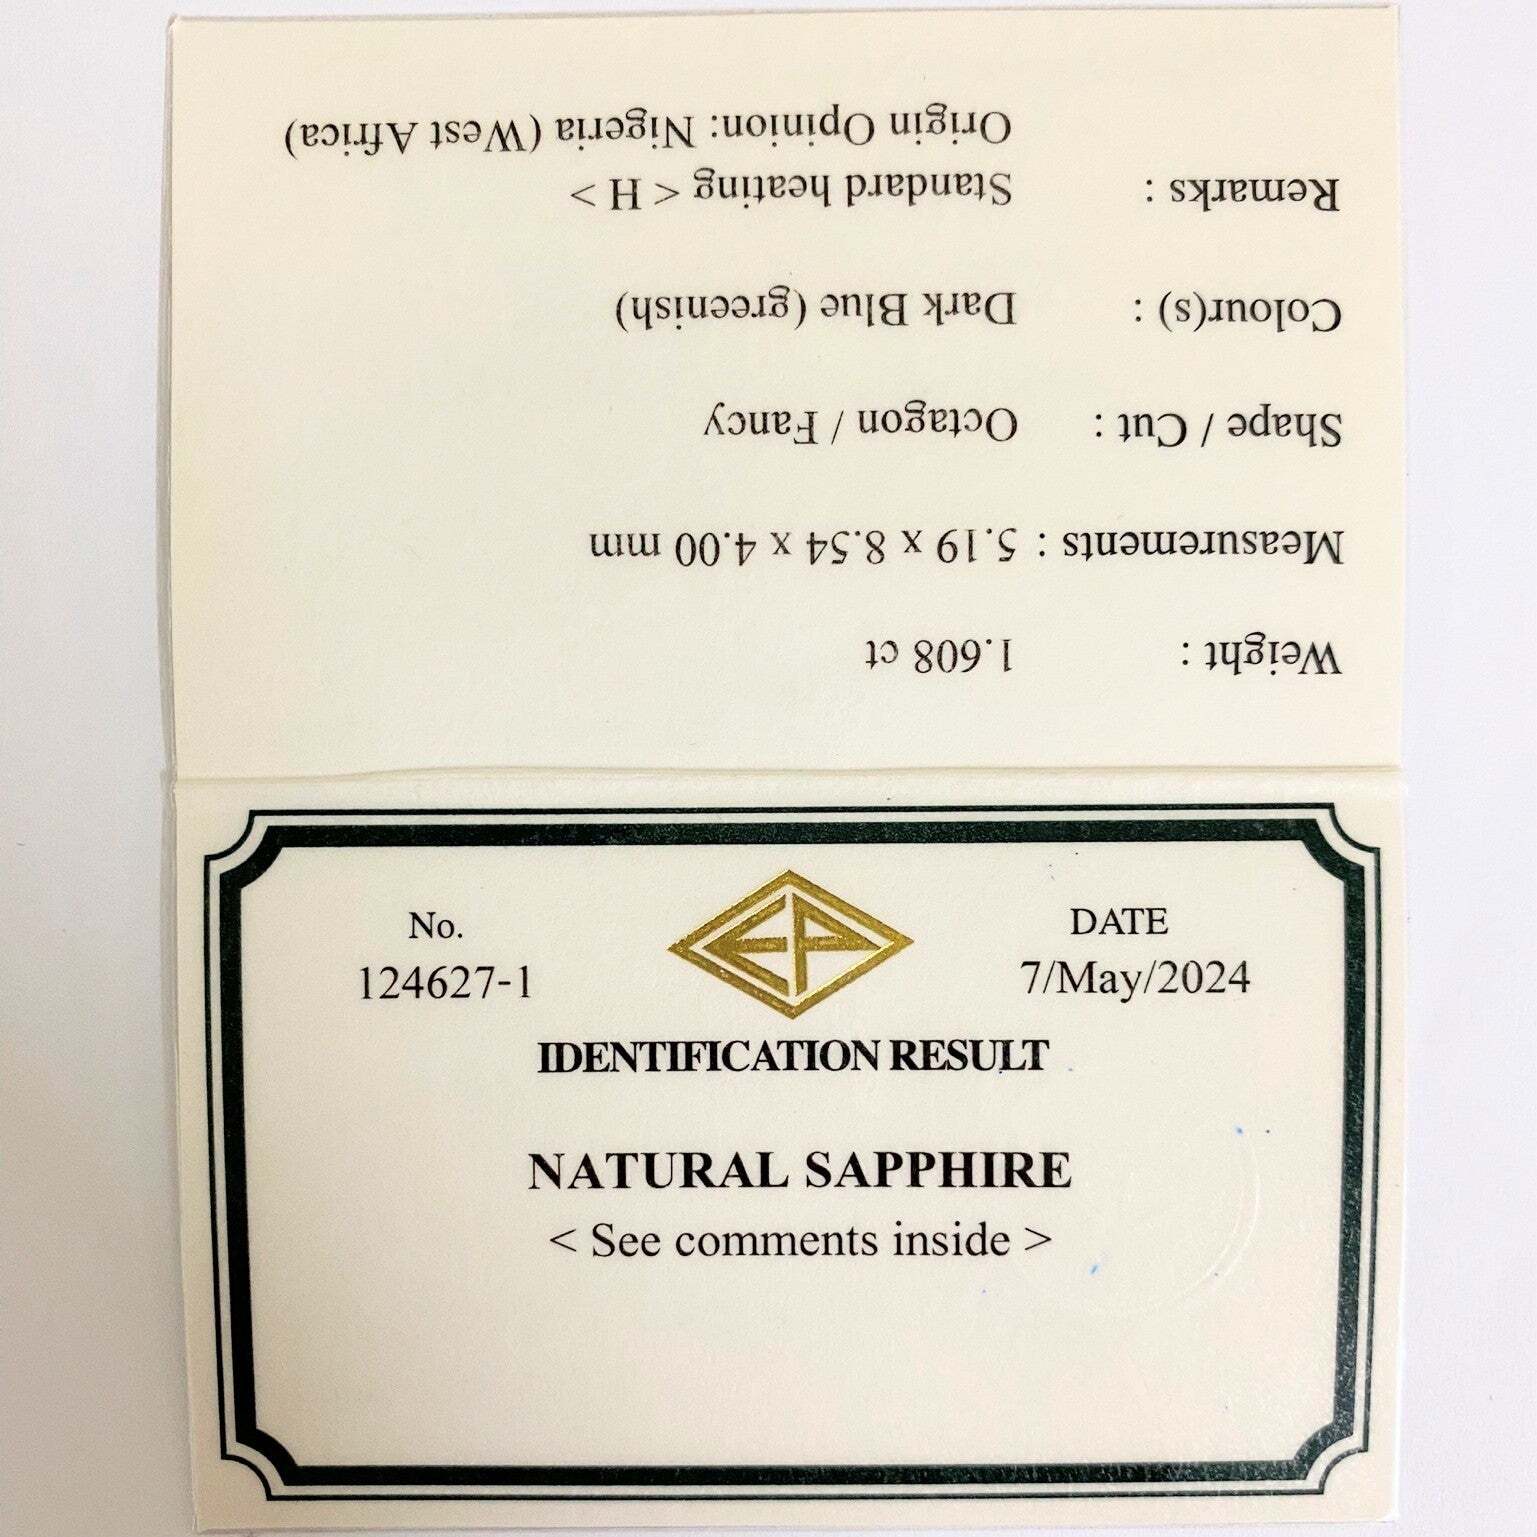 No.
124627-1
EP
DATE
7/May/2024
IDENTIFICATION RESULT
NATURAL SAPPHIRE
< See comments inside >
Weight : 1.608 ct
Measurements : 5.19 x 8.54 x 4.00 mm
Shape / Cut : Octagon / Fancy
Colour(s) : Dark Blue (greenish)
Remarks : Standard heating < H >
Origin Opinion: Nigeria (West Africa)